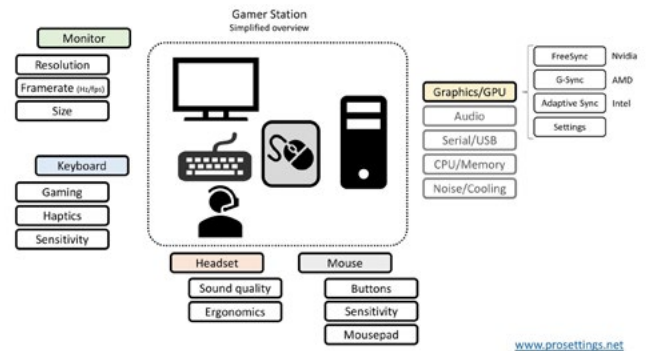 Gamer Station
Simplified overview
Monitor
Resolution
Framerate (Hz/fps)
Size
Keyboard
Gaming
Haptics
Sensitivity
Headset
Sound quality
Ergonomics
Mouse
Buttons
Sensitivity
Mousepad
Graphics/GPU
Audio
Serial/USB
CPU/Memory
Noise/Cooling
FreeSync Nvidia
G-Sync AMD
Adaptive Sync Intel
Settings
www.prosettings.net